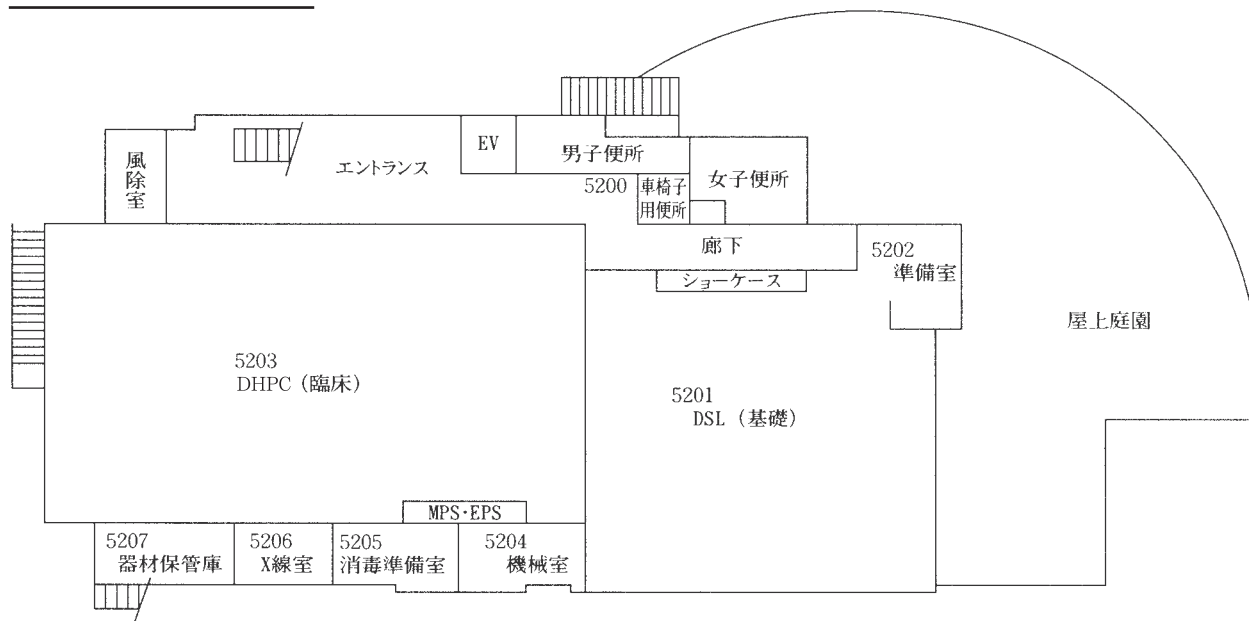 風除室
エントランス
EV
男子便所
5200
車椅子
用便所
女子便所
廊下
ショーケース
5202
準備室
屋上庭園
5203
DHPC（臨床）
5201
DSL（基礎）
MPS・EPS
5207
器材保管庫
5206
X線室
5205
消毒準備室
5204
機械室